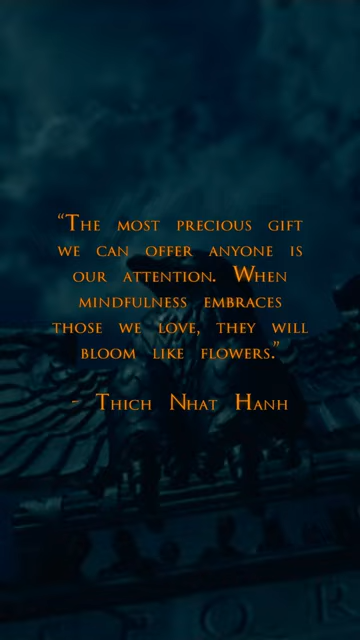 “The most precious gift
we can offer anyone is
our attention. When
mindfulness embraces
those we love, they will
bloom like flowers.”
- Thich Nhat Hanh